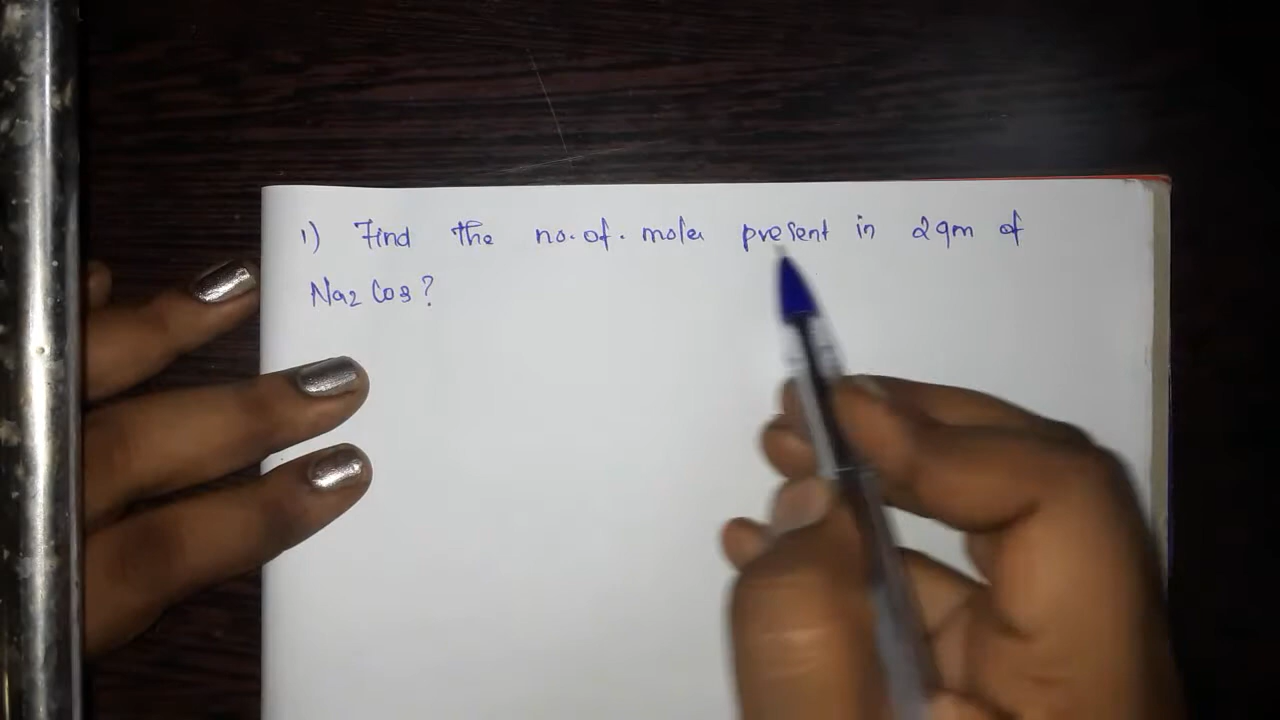 1) Find the no.of. moles present in 2gm of
Na2 Co3?